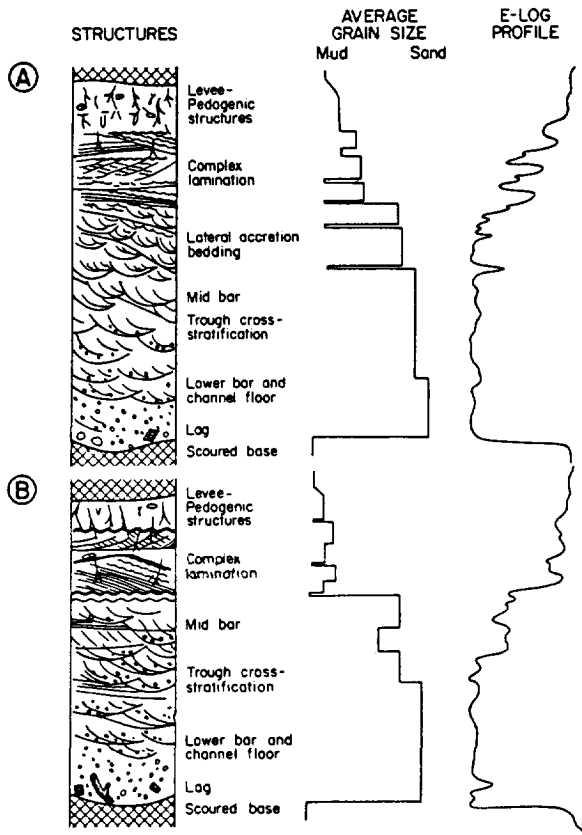 STRUCTURES
AVERAGE
GRAIN SIZE
Mud Sand
E-LOG
PROFILE
A
Levee-
Pedogenic
structures
Complex
lamination
Lateral accretion
bedding
Mid bar
Trough cross-
stratification
Lower bar and
channel floor
Lag
Scoured base
B
Levee-
Pedogenic
structures
Complex
lamination
Mid bar
Trough cross-
stratification
Lower bar and
channel floor
Lag
Scoured base